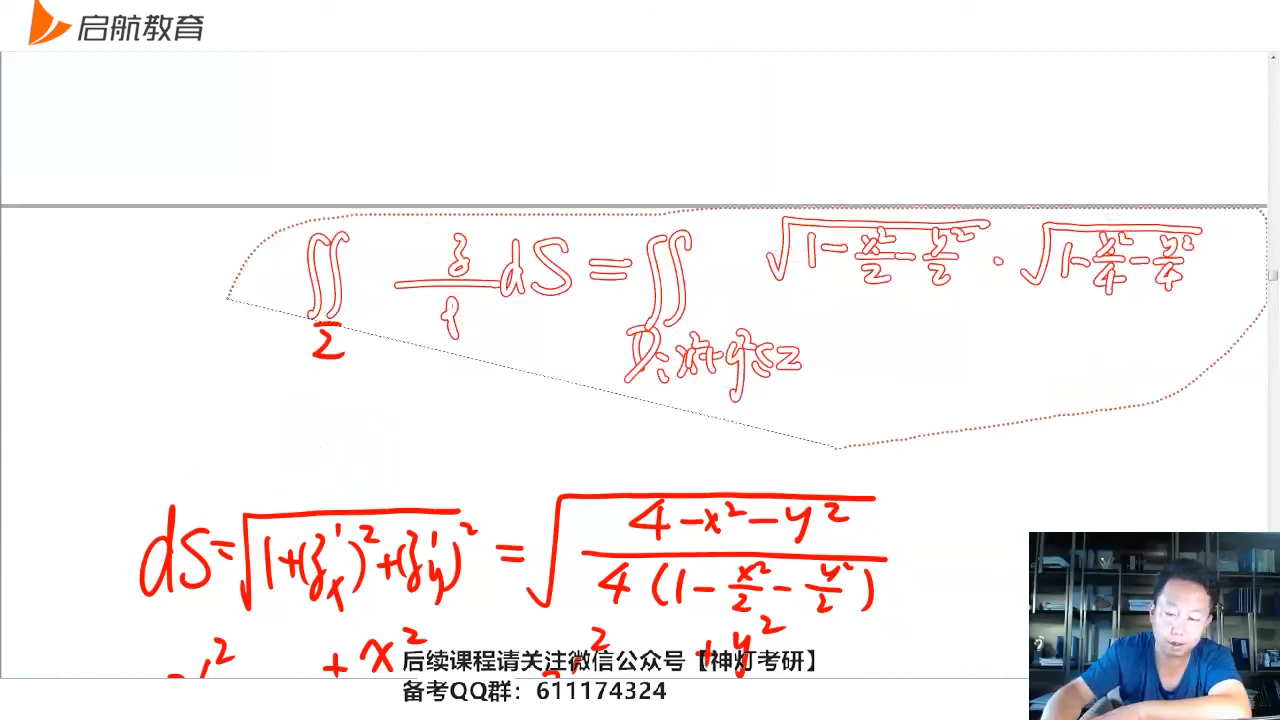 启航教育
∬_Σ z/ρ dS = ∬_{D: x²+y²≤2} √(1-x²/2-y²/2) · √(1-x²/4-y²/4)
dS=√(1+(z'x)²+(z'y)²) = √((4-x²-y²)/(4(1-x²/2-y²/2)))
+ x² + y²
后续课程请关注微信公众号【神灯考研】
备考QQ群：611174324